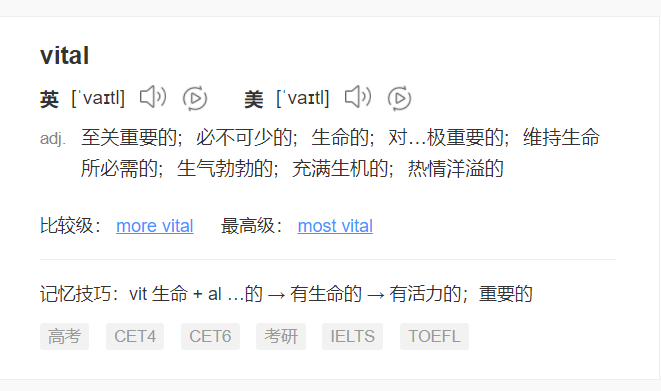 vital
英 [ˈvaɪtl] 美 [ˈvaɪtl]
adj. 至关重要的；必不可少的；生命的；对…极重要的；维持生命
所必需的；生气勃勃的；充满生机的；热情洋溢的
比较级： more vital 最高级： most vital
记忆技巧：vit 生命 + al …的 → 有生命的 → 有活力的；重要的
高考 CET4 CET6 考研 IELTS TOEFL